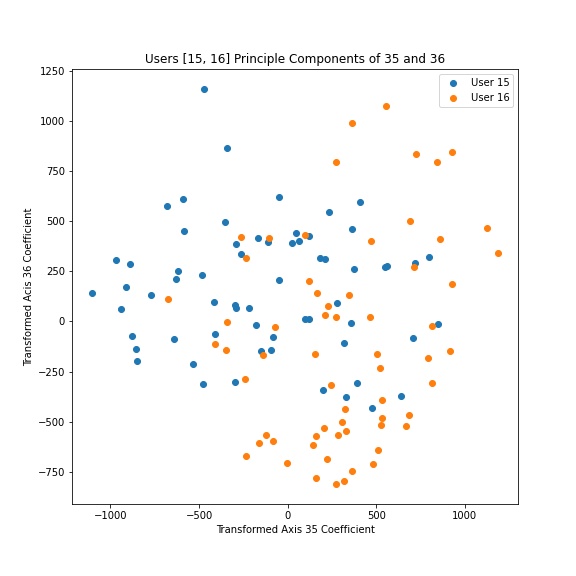 Users [15, 16] Principle Components of 35 and 36
User 15
User 16
Transformed Acis 36 Coefficient
1250
1000
750
500
250
0
−250
−500
−750
−1000
−500
0
500
1000
Transformed Axis 35 Coefficient